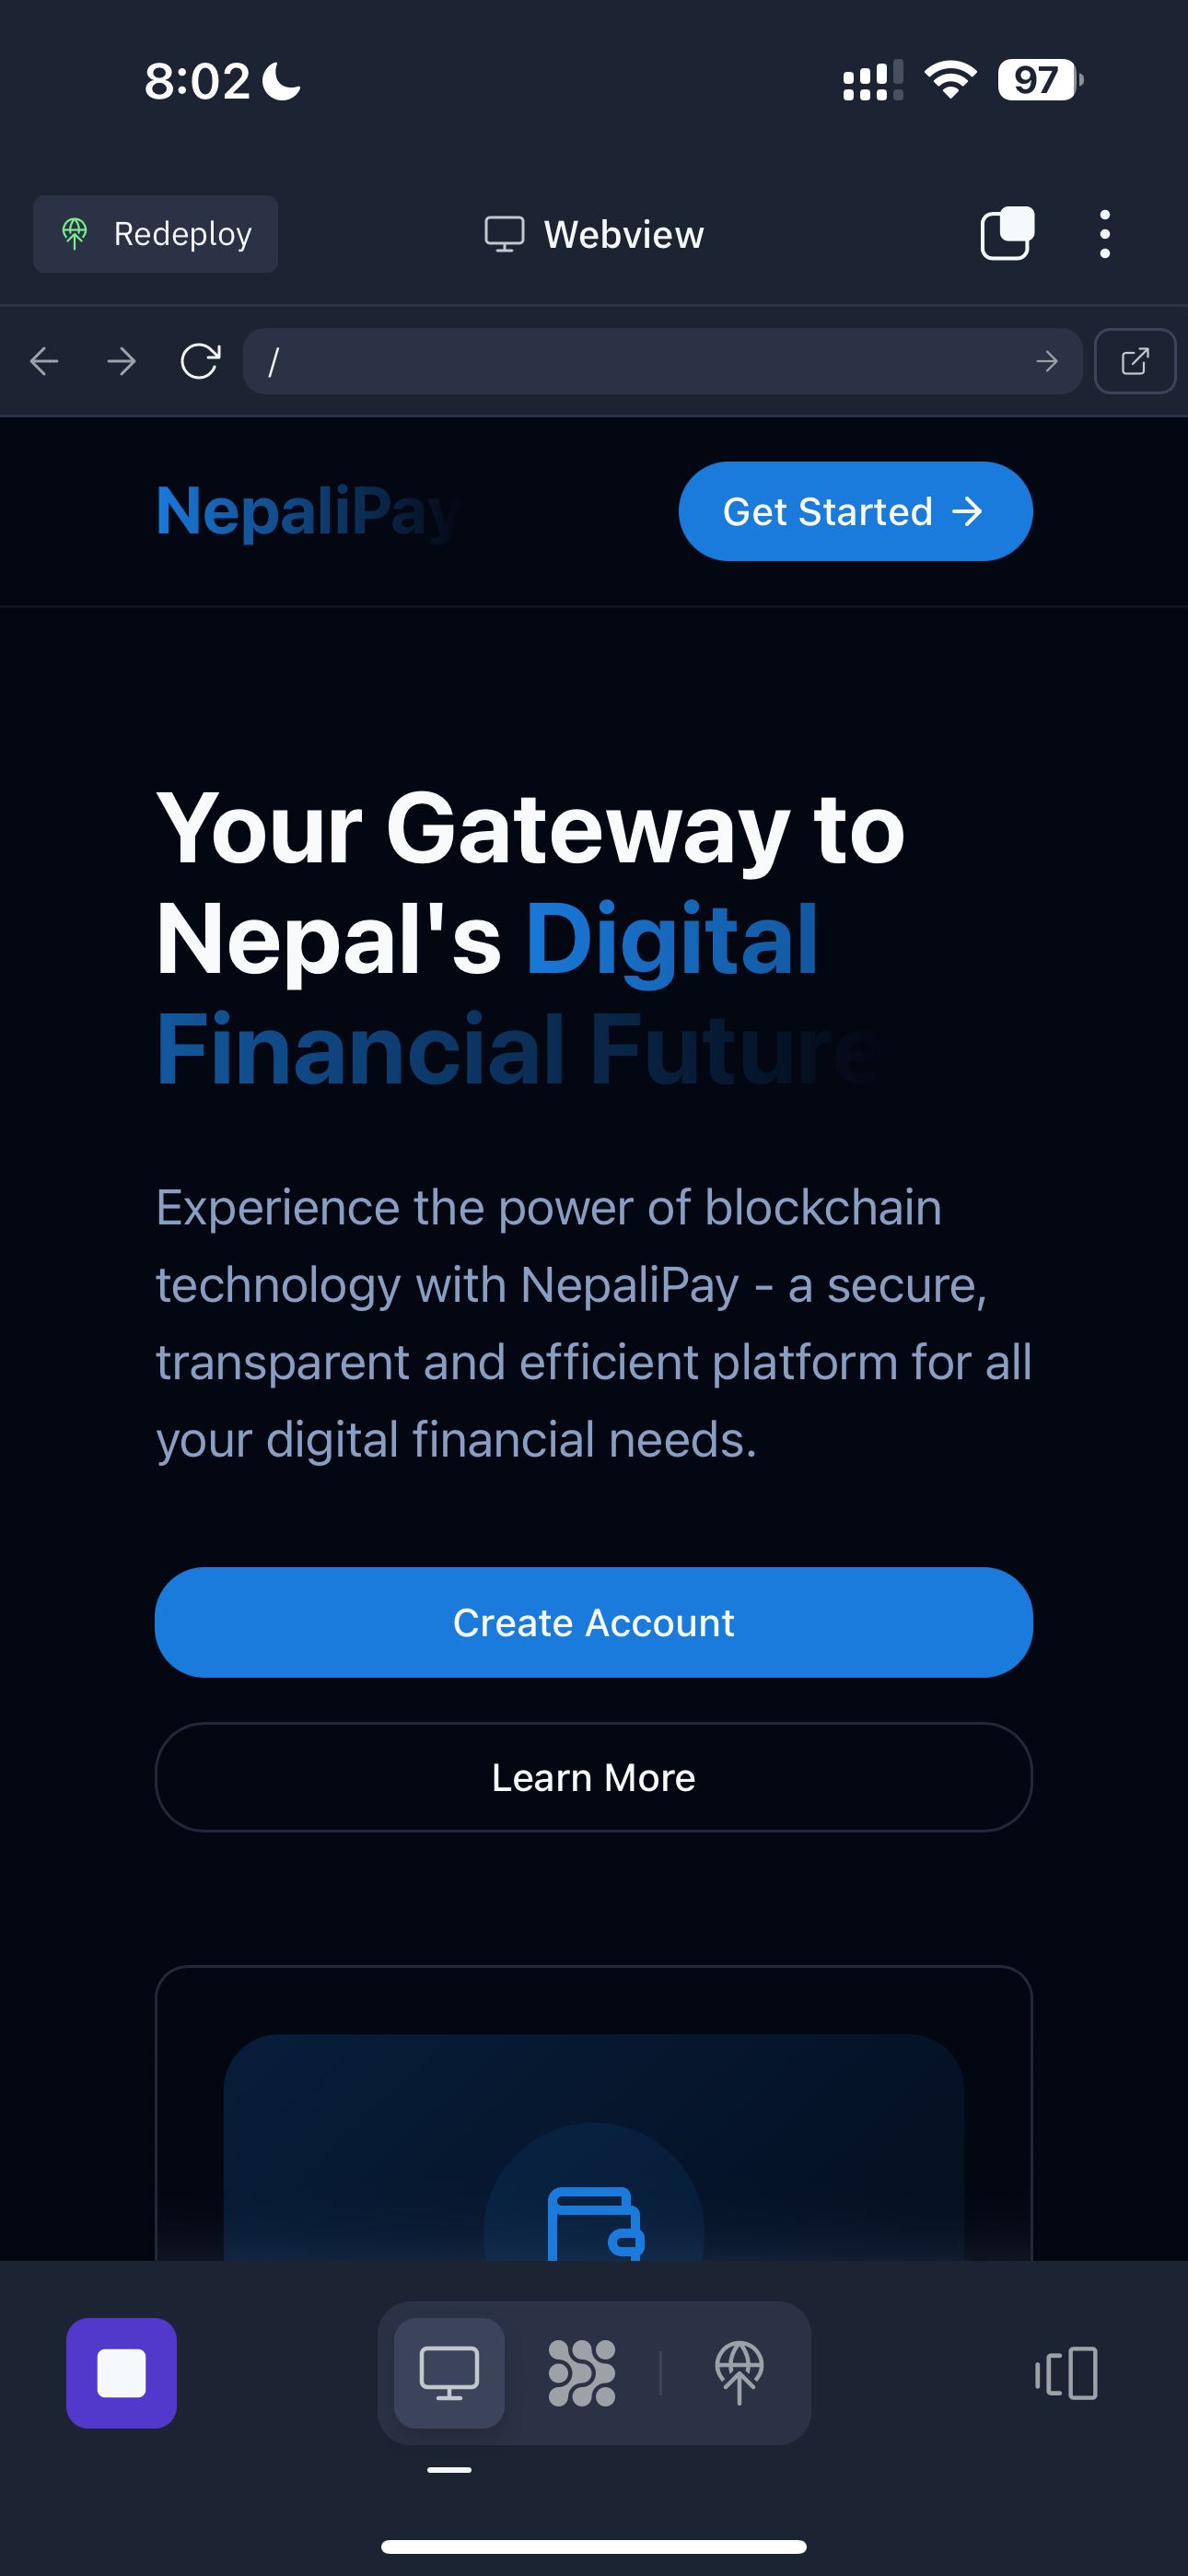 8:02
97
Redeploy
Webview
/
NepaliPay
Get Started
Your Gateway to
Nepal's Digital
Financial Future
Experience the power of blockchain
technology with NepaliPay - a secure,
transparent and efficient platform for all
your digital financial needs.
Create Account
Learn More